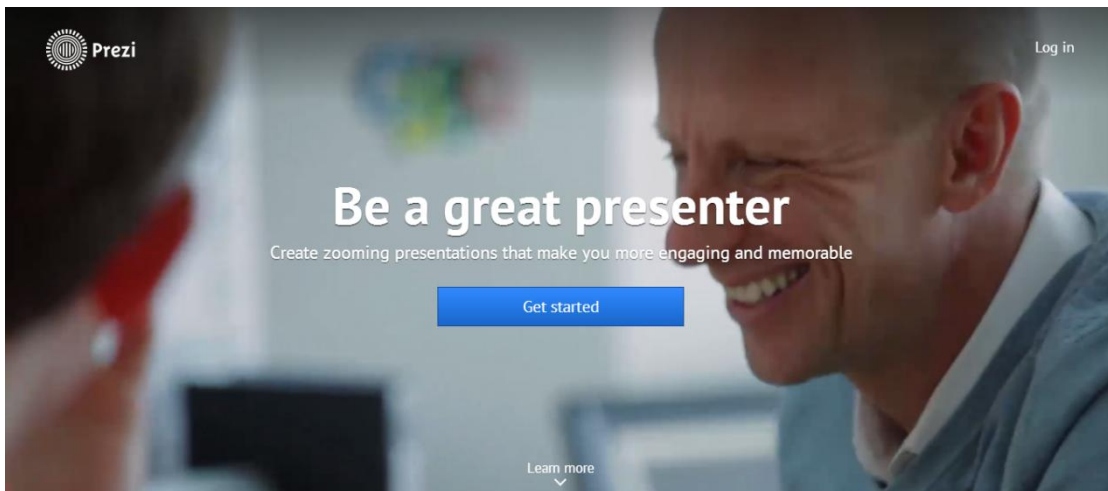 Prezi
Log in
Be a great presenter
Create zooming presentations that make you more engaging and memorable
Get started
Learn more